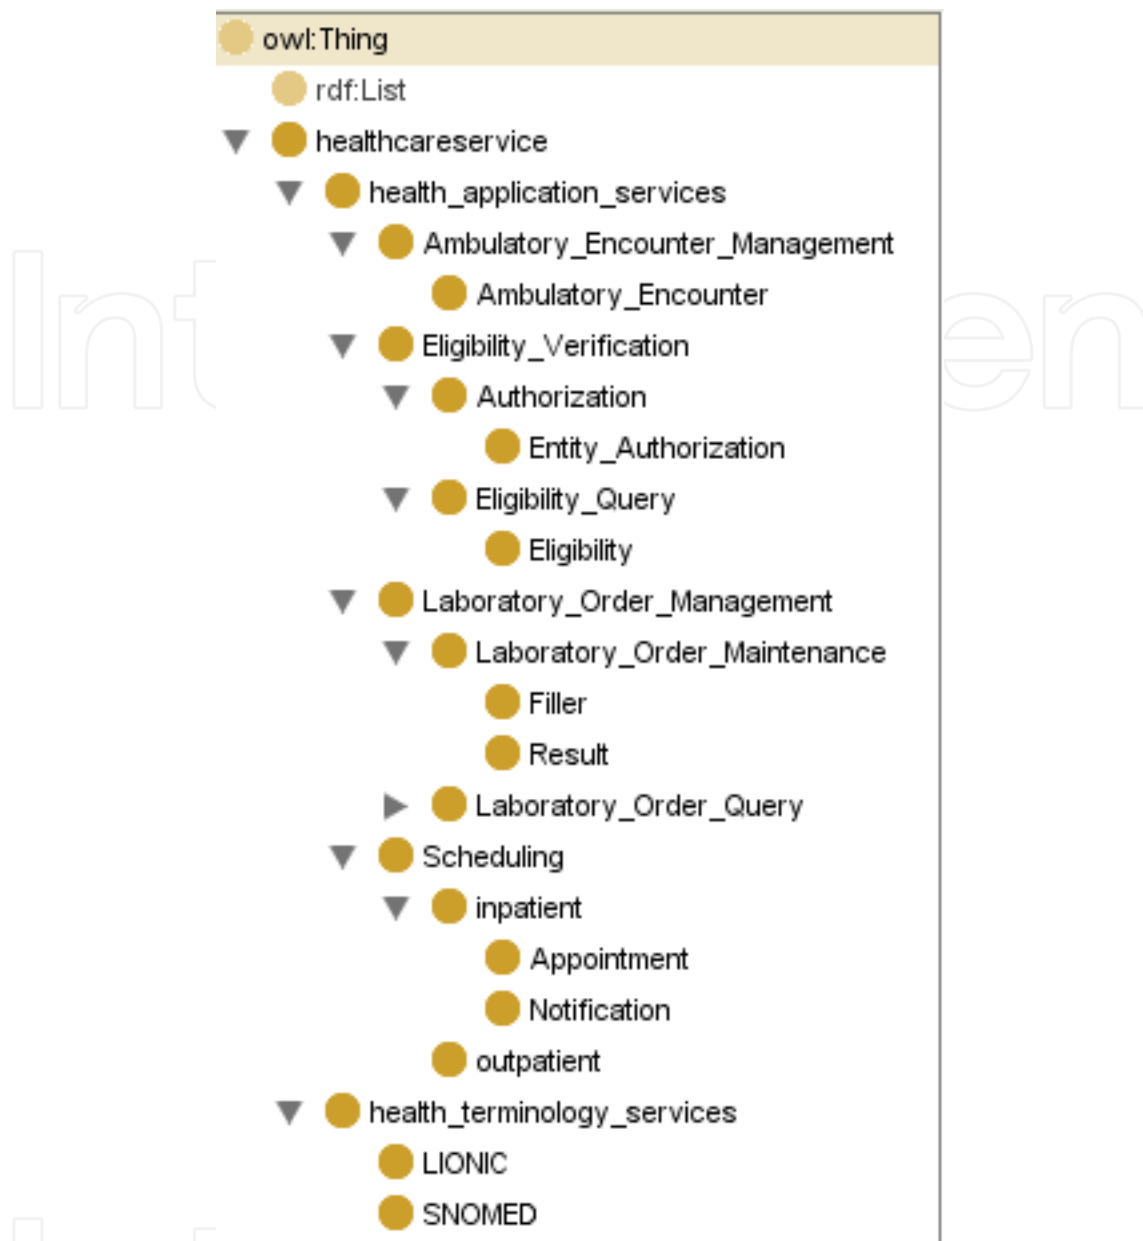 owl:Thing
rdf:List
healthcareservice
health_application_services
Ambulatory_Encounter_Management
Ambulatory_Encounter
Eligibility_Verification
Authorization
Entity_Authorization
Eligibility_Query
Eligibility
Laboratory_Order_Management
Laboratory_Order_Maintenance
Filler
Result
Laboratory_Order_Query
Scheduling
inpatient
Appointment
Notification
outpatient
health_terminology_services
LIONIC
SNOMED